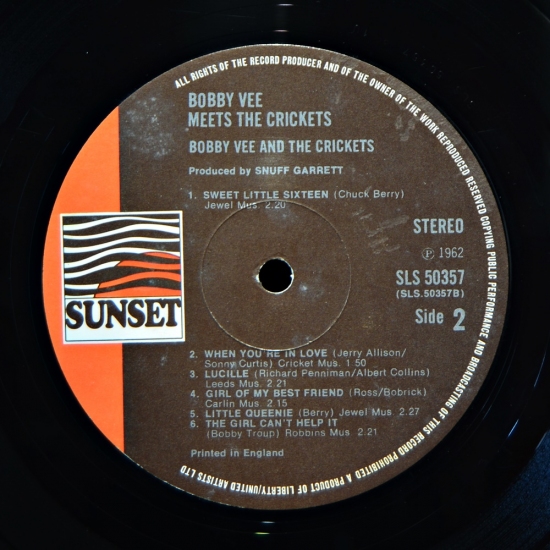 ALL RIGHTS OF THE RECORD PRODUCER AND OF THE OWNER OF THE WORK REPRODUCED RESERVED COPYING PUBLIC PERFORMANCE AND BROADCASTING OF THIS RECORD PROHIBITED A PRODUCT OF LIBERTY/UNITED ARTISTS LTD
BOBBY VEE
MEETS THE CRICKETS
BOBBY VEE AND THE CRICKETS
Produced by SNUFF GARRETT
1. SWEET LITTLE SIXTEEN (Chuck Berry)
Jewel Mus. 2.20
STEREO
Ⓟ 1962
SLS 50357
(SLS.50357B)
Side 2
SUNSET
2. WHEN YOU'RE IN LOVE (Jerry Allison/
Sonny Curtis) Cricket Mus. 1 50
3. LUCILLE (Richard Penniman/Albert Collins)
Leeds Mus. 2.21
4. GIRL OF MY BEST FRIEND (Ross/Bobrick)
Carlin Mus. 2.15
5. LITTLE QUEENIE (Berry) Jewel Mus. 2.27
6. THE GIRL CAN'T HELP IT
(Bobby Troup) Robbins Mus. 2.21
Printed in England